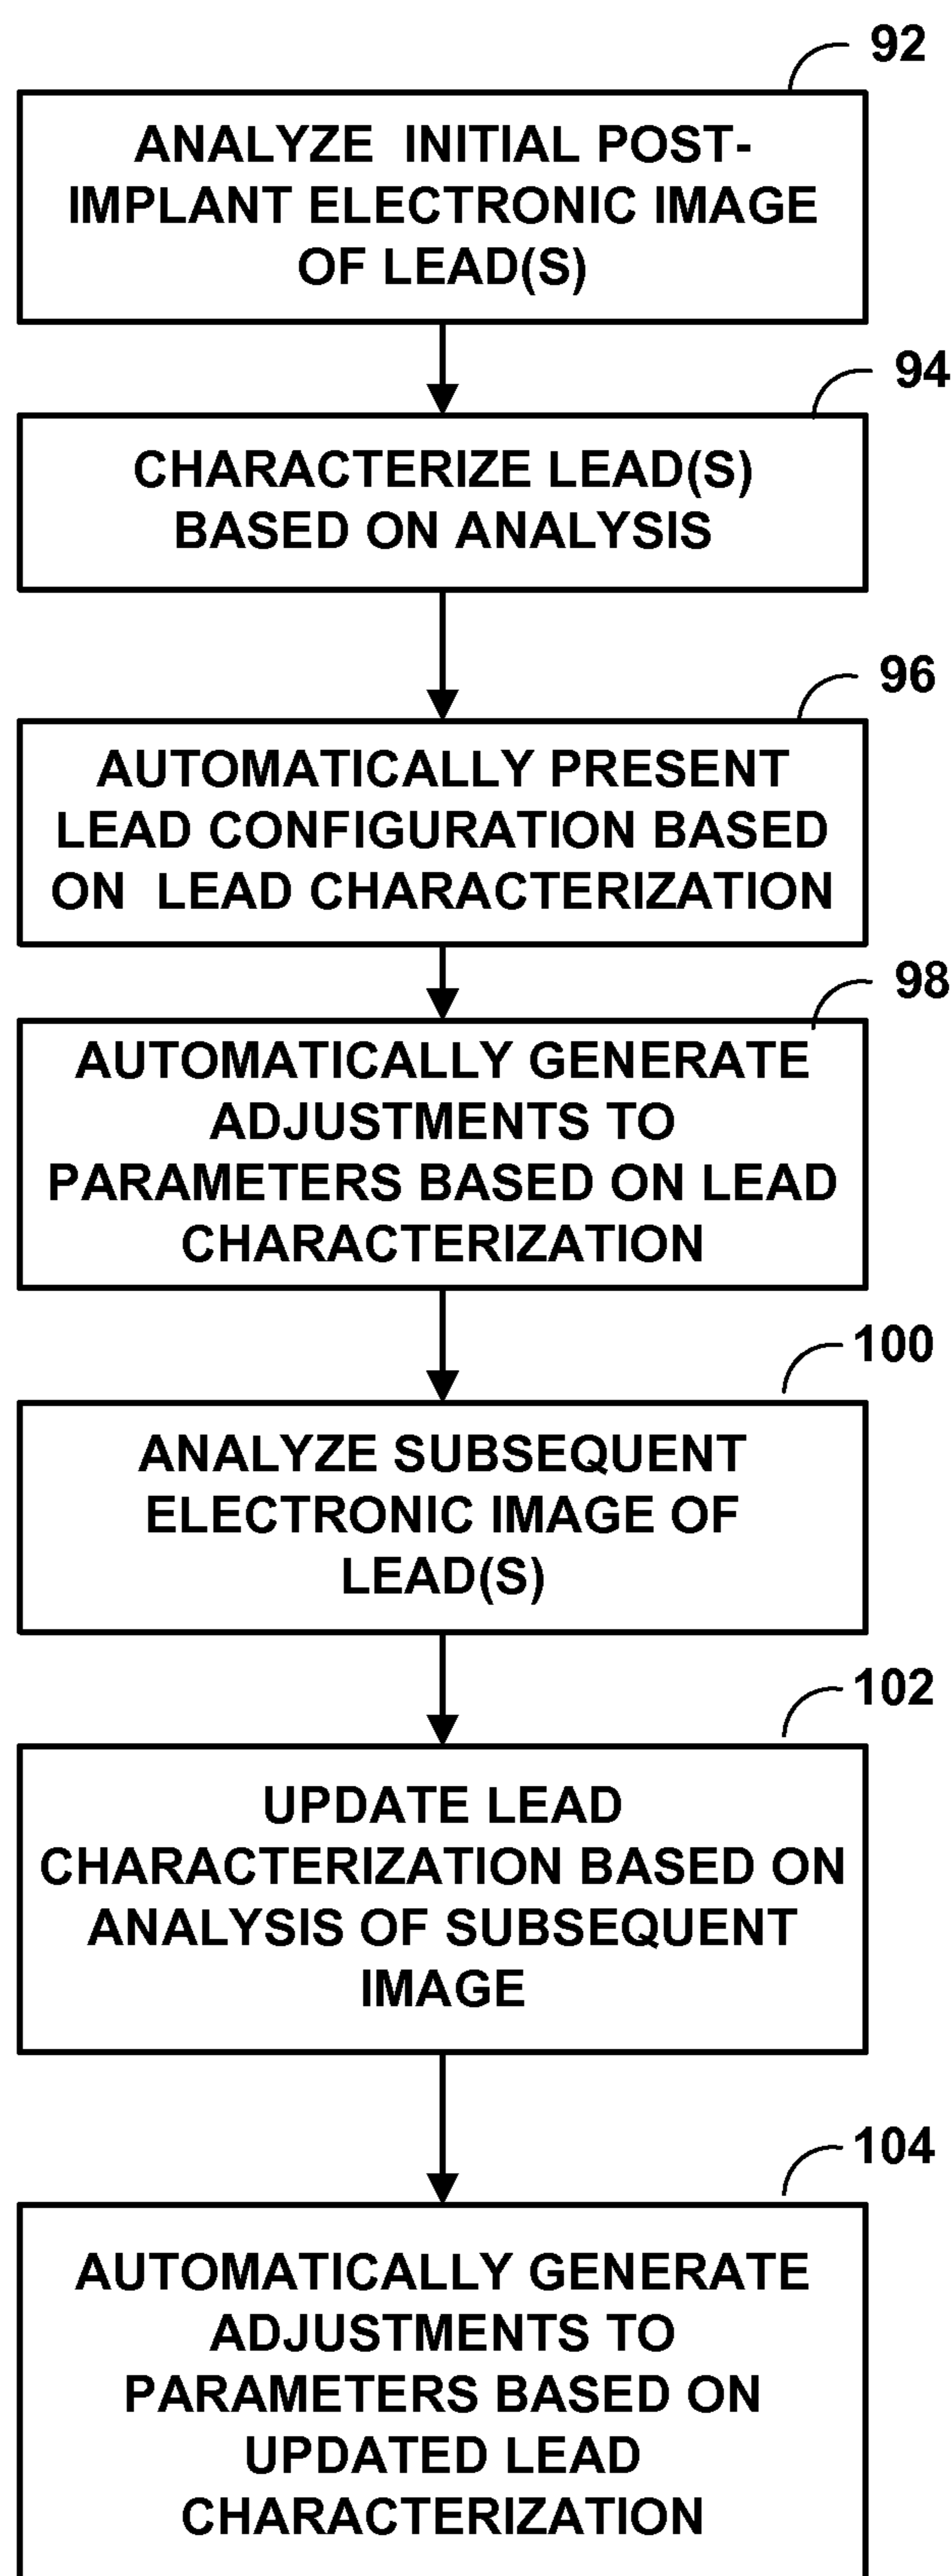 92
ANALYZE INITIAL POST-
IMPLANT ELECTRONIC IMAGE
OF LEAD(S)
94
CHARACTERIZE LEAD(S)
BASED ON ANALYSIS
96
AUTOMATICALLY PRESENT
LEAD CONFIGURATION BASED
ON LEAD CHARACTERIZATION
98
AUTOMATICALLY GENERATE
ADJUSTMENTS TO
PARAMETERS BASED ON LEAD
CHARACTERIZATION
100
ANALYZE SUBSEQUENT
ELECTRONIC IMAGE OF
LEAD(S)
102
UPDATE LEAD
CHARACTERIZATION BASED ON
ANALYSIS OF SUBSEQUENT
IMAGE
104
AUTOMATICALLY GENERATE
ADJUSTMENTS TO
PARAMETERS BASED ON
UPDATED LEAD
CHARACTERIZATION